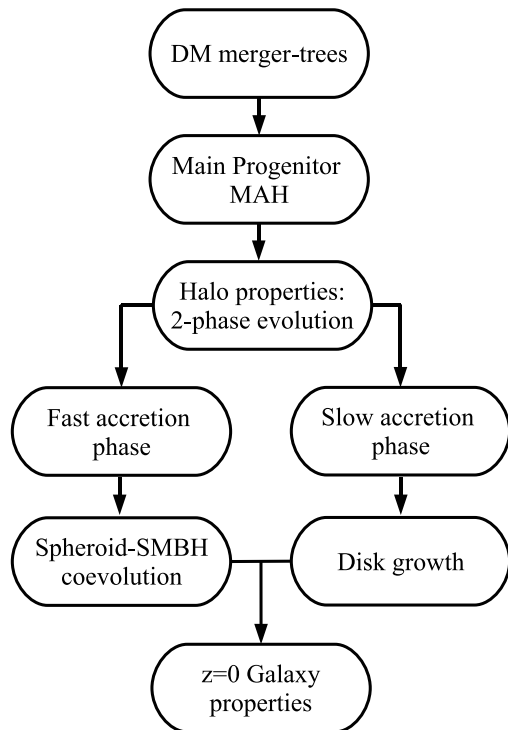 DM merger-trees
Main Progenitor
MAH
Halo properties:
2-phase evolution
Fast accretion
phase
Slow accretion
phase
Spheroid-SMBH
coevolution
Disk growth
z=0 Galaxy
properties